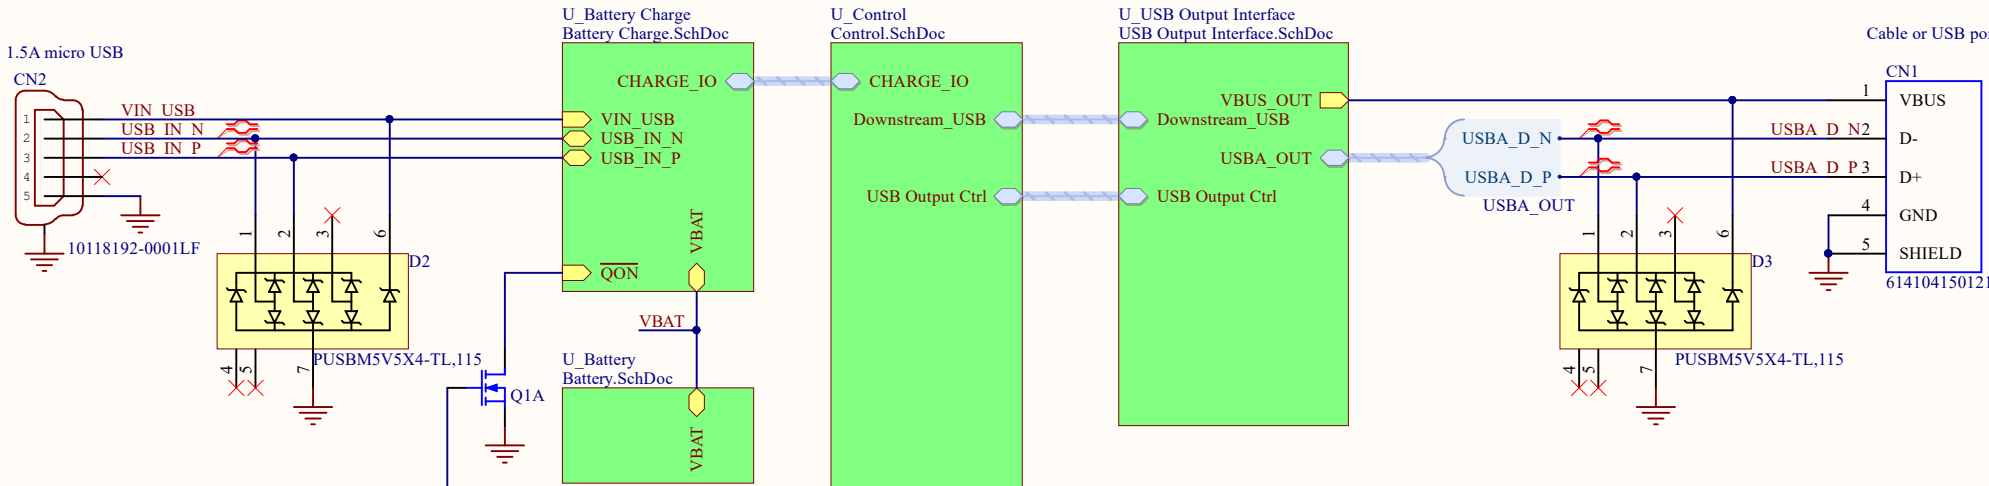 U_Battery Charge
Battery Charge.SchDoc
U_Control
Control.SchDoc
U_USB Output Interface
USB Output Interface.SchDoc
1.5A micro USB
CN2
Cable or USB po
CN1
CHARGE_IO
CHARGE_IO
VIN_USB
USB_IN_N
USB_IN_P
1
2
3
4
5
VIN_USB
USB_IN_N
USB_IN_P
Downstream_USB
USB Output Ctrl
VBUS_OUT
Downstream_USB
USBA_OUT
USB Output Ctrl
USBA_D_N
USBA_D_P
USBA_OUT
USBA_D_N
USBA_D_P
1
2
3
4
5
VBUS
D-
D+
GND
SHIELD
614104150121
10118192-0001LF
1
2
3
6
D2
4
5
7
PUSBM5V5X4-TL,115
QON
VBAT
VBAT
Q1A
U_Battery
Battery.SchDoc
VBAT
1
2
3
6
D3
4
5
7
PUSBM5V5X4-TL,115